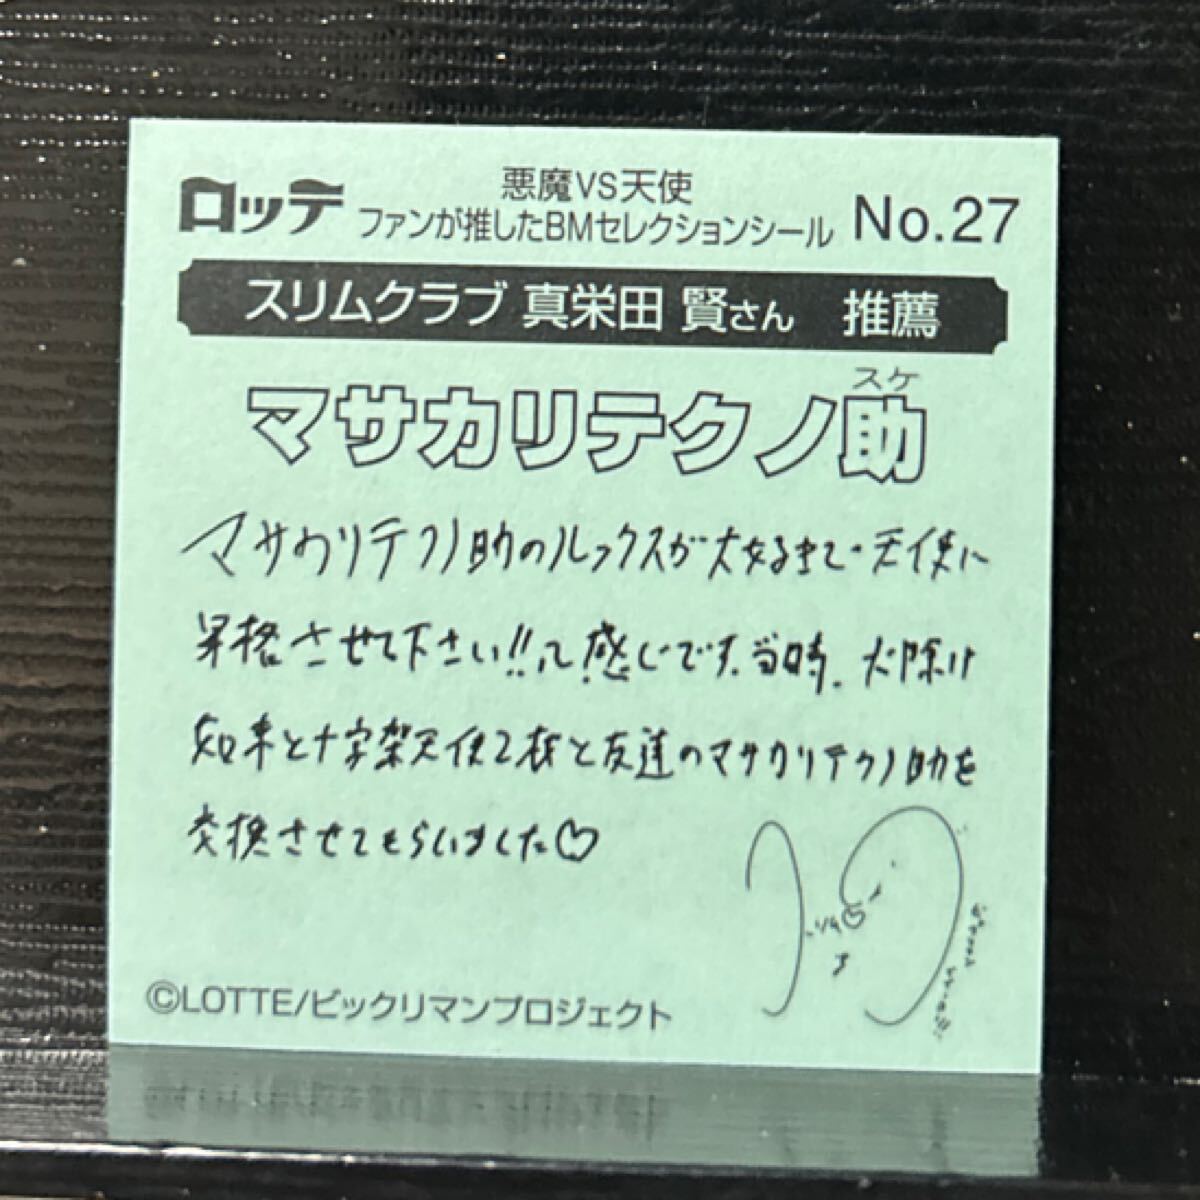 ロッテ
悪魔VS天使
ファンが推したBMセレクションシール
No.27
スリムクラブ 真栄田 賢さん 推薦
スケ
マサカリテクノ助
マサカリテクノ助のルックスが大好きで・天使に
昇格させて下さい!!って感じです。当時、犬除け
如来と十字架天使2枚と友達のマサカリテクノ助を
交換させてもらいました♡
©LOTTE/ビックリマンプロジェクト